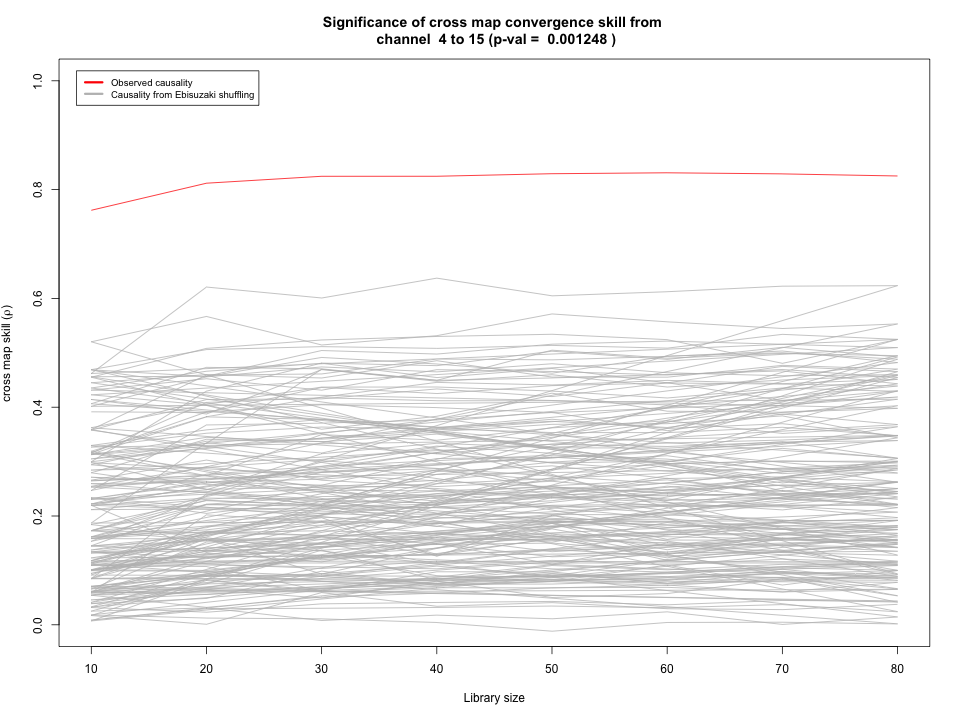 Significance of cross map convergence skill from
channel  4 to 15 (p-val =  0.001248 )
Observed causality
Causality from Ebisuzaki shuffling
cross map skill (ρ)
1.0
0.8
0.6
0.4
0.2
0.0
10 20 30 40 50 60 70 80
Library size